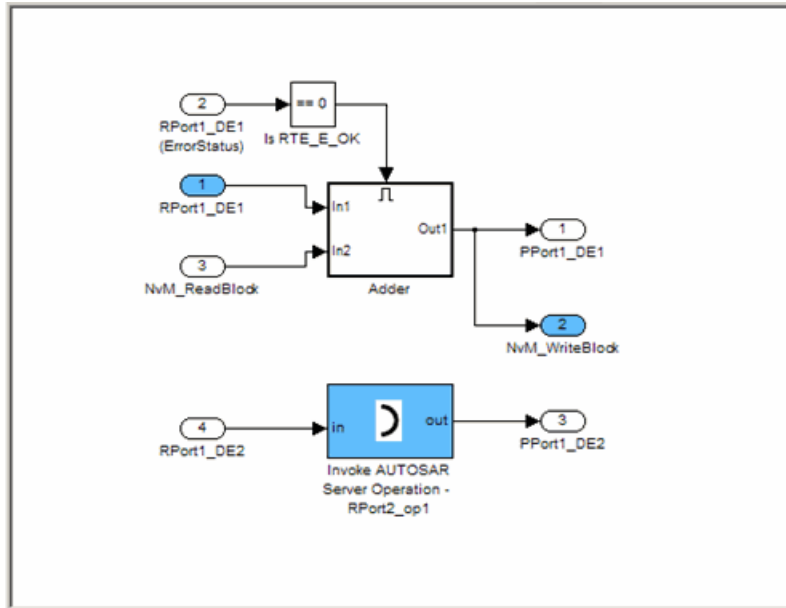 2
RPort1_DE1
(ErrorStatus)
== 0
Is RTE_E_OK
1
RPort1_DE1
3
NvM_ReadBlock
In1
In2
Out1
Adder
1
PPort1_DE1
2
NvM_WriteBlock
4
RPort1_DE2
in
out
Invoke AUTOSAR
Server Operation -
RPort2_op1
3
PPort1_DE2